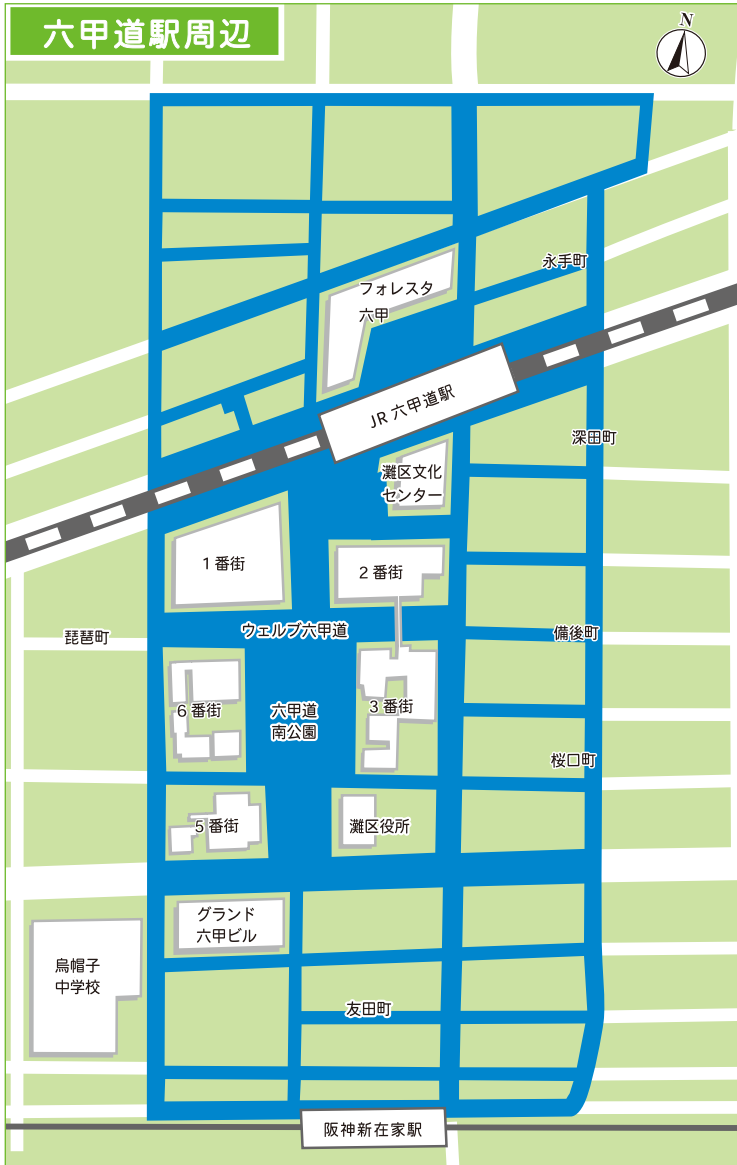 六甲道駅周辺
N
永手町
フォレスタ
六甲
JR 六甲道駅
深田町
灘区文化
センター
1番街
2番街
ウェルブ六甲道
琵琶町
備後町
6番街
六甲道
南公園
3番街
桜口町
5番街
灘区役所
グランド
六甲ビル
烏帽子
中学校
友田町
阪神新在家駅